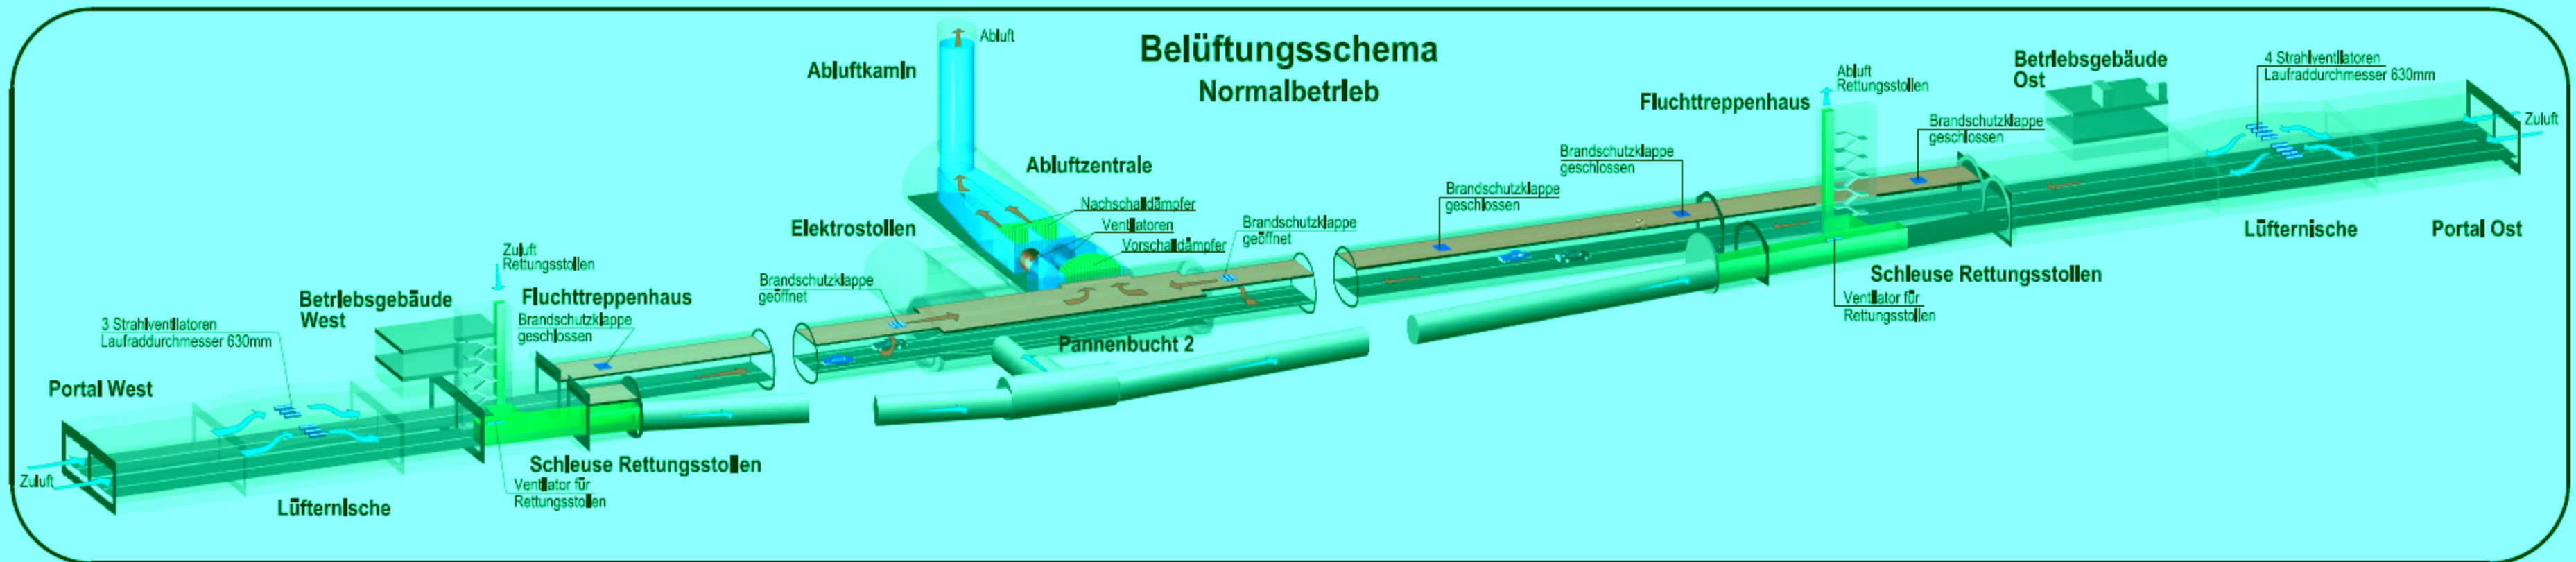 Belüftungsschema
Normalbetrieb
Abluft
Abluftkamin
Abluftzentrale
Nachschalldämpfer
Ventilatoren
Vorschalldämpfer
Elektrostollen
Brandschutzklappe
geöffnet
Brandschutzklappe
geöffnet
Pannenbucht 2
Zuluft
Rettungsstollen
Betriebsgebäude
West
Fluchttreppenhaus
Brandschutzklappe
geschlossen
3 Strahlventilatoren
Laufraddurchmesser 630mm
Portal West
Zuluft
Lüfternische
Schleuse Rettungsstollen
Ventilator für
Rettungsstollen
Brandschutzklappe
geschlossen
Brandschutzklappe
geschlossen
Fluchttreppenhaus
Abluft
Rettungsstollen
Brandschutzklappe
geschlossen
Betriebsgebäude
Ost
4 Strahlventilatoren
Laufraddurchmesser 630mm
Zuluft
Lüfternische
Portal Ost
Schleuse Rettungsstollen
Ventilator für
Rettungsstollen